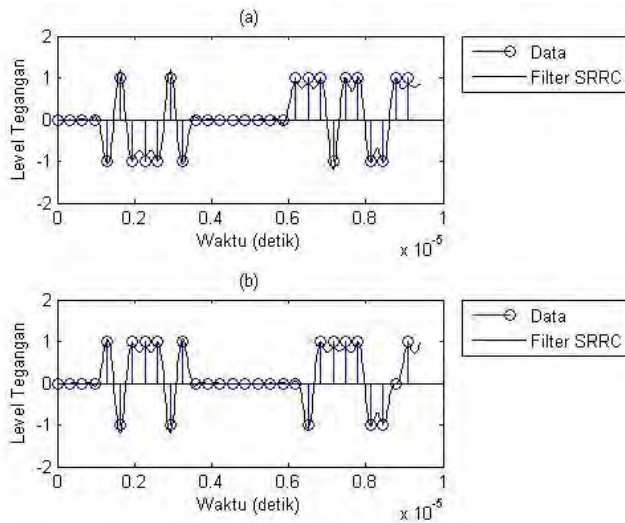 (a)
2
1
0
-1
-2
Level Tegangan
0 0.2 0.4 0.6 0.8 1
Waktu (detik)
x 10^-5
Data
Filter SRRC
(b)
2
1
0
-1
-2
Level Tegangan
0 0.2 0.4 0.6 0.8 1
Waktu (detik)
x 10^-5
Data
Filter SRRC